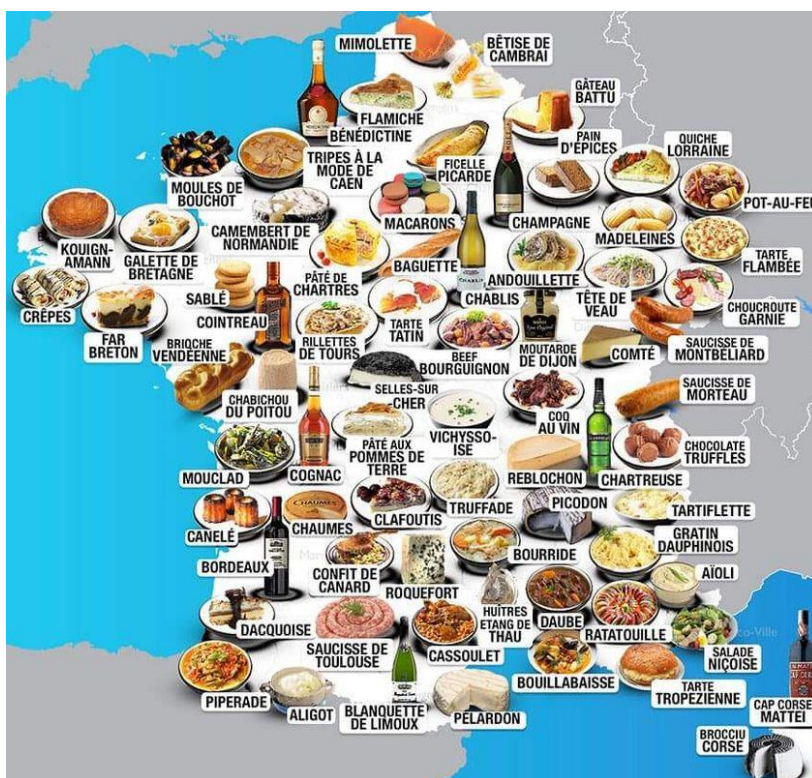 MIMOLETTE
BÊTISE DE
CAMBRAI
FLAMICHE
BÉNÉDICTINE
GÂTEAU
BATTU
TRIPES À LA
MODE DE
CAEN
FICELLE
PICARDE
PAIN
D'ÉPICES
QUICHE
LORRAINE
MOULES DE
BOUCHOT
POT-AU-FEU
CAMEMBERT DE
NORMANDIE
MACARONS
CHAMPAGNE
MADELEINES
KOUIGN-
AMANN
GALETTE DE
BRETAGNE
PÂTÉ DE
CHARTRES
BAGUETTE
CHABLIS
ANDOUILLETTE
TÊTE DE
VEAU
TARTE
FLAMBÉE
CRÊPES
SABLÉ
COINTREAU
CHOUCROUTE
GARNIE
FAR
BRETON
RILLETTES
DE TOURS
TARTE
TATIN
BEEF
BOURGUIGNON
MOUTARDE
DE DIJON
COMTÉ
SAUCISSE DE
MONTBÉLIARD
BRIOCHE
VENDÉENNE
CHABICHOU
DU POITOU
SELLES-SUR
-CHER
COQ
AU VIN
SAUCISSE DE
MORTEAU
MOUCLAD
COGNAC
PÂTÉ AUX
POMMES DE
TERRE
VICHYSSO-
ISE
REBLOCHON
CHARTREUSE
CHOCOLATE
TRUFFLES
CANELÉ
CHAUMES
CHAUMES
CLAFOUTIS
TRUFFADE
PICODON
TARTIFLETTE
BORDEAUX
CONFIT DE
CANARD
ROQUEFORT
BOURRIDE
GRATIN
DAUPHINOIS
AÏOLI
DACQUOISE
SAUCISSE DE
TOULOUSE
CASSOULET
HUÎTRES
ETANG DE
THAU
DAUBE
RATATOUILLE
SALADE
NIÇOISE
PIPERADE
ALIGOT
BLANQUETTE
DE LIMOUX
PÉLARDON
BOUILLABAISSE
TARTE
TROPEZIENNE
CAP CORSE
MATTEI
BROCCIU
CORSE